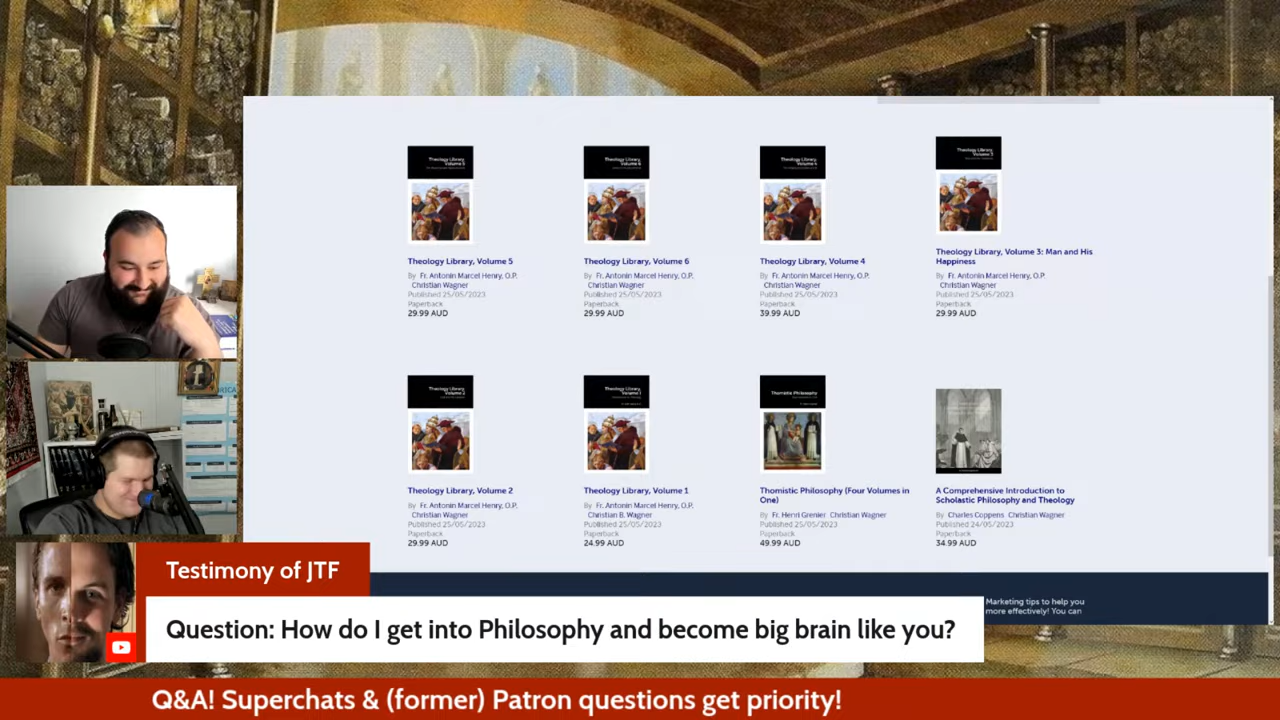 Theology Library, Volume 5
By Fr. Antonin Marcel Henry, O.P.
Christian Wagner
Published 25/05/2023
Paperback
29.99 AUD
Theology Library, Volume 6
By Fr. Antonin Marcel Henry, O.P.
Christian Wagner
Published 25/05/2023
Paperback
29.99 AUD
Theology Library, Volume 4
By Fr. Antonin Marcel Henry, O.P.
Christian Wagner
Published 25/05/2023
Paperback
39.99 AUD
Theology Library, Volume 3: Man and His
Happiness
By Fr. Antonin Marcel Henry, O.P.
Christian Wagner
Published 25/05/2023
Paperback
29.99 AUD
Theology Library, Volume 2
By Fr. Antonin Marcel Henry, O.P.
Christian Wagner
Published 25/05/2023
Paperback
29.99 AUD
Theology Library, Volume 1
By Fr. Antonin Marcel Henry, O.P.
Christian B. Wagner
Published 25/05/2023
Paperback
24.99 AUD
Thomistic Philosophy
Thomistic Philosophy (Four Volumes in
One)
By Fr. Henri Grenier Christian Wagner
Published 25/05/2023
Paperback
49.99 AUD
A Comprehensive Introduction to
Scholastic Philosophy and Theology
By Charles Coppens Christian Wagner
Published 24/05/2023
Paperback
34.99 AUD
Marketing tips to help you
more effectively! You can
Testimony of JTF
Question: How do I get into Philosophy and become big brain like you?
Q&A! Superchats & (former) Patron questions get priority!